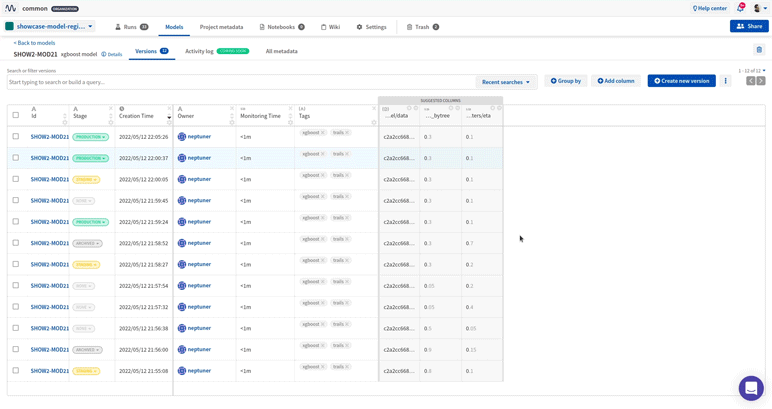 common ORGANIZATION
Help center
showcase-model-regi...
Runs
Models
Project metadata
Notebooks
Wiki
Settings
Trash
Share
< Back to models
SHOW2-MOD21 xgboost model Details
Versions 12
Activity log
All metadata
Search or filter versions
1 - 12 of 12
Start typing to search or build a query...
Recent searches
Group by
Add column
Create new version
SUGGESTED COLUMNS
Id Stage Creation Time Owner Monitoring Time Tags ...el/data ..._bytree ...ters/eta
SHOW2-MOD21 PRODUCTION 2022/05/12 22:05:26 neptuner <1m xgboost trails c2a2cc668... 0.3 0.1
SHOW2-MOD21 PRODUCTION 2022/05/12 22:00:37 neptuner <1m xgboost trails c2a2cc668... 0.3 0.1
SHOW2-MOD21 STAGING 2022/05/12 22:00:05 neptuner <1m xgboost trails c2a2cc668... 0.3 0.1
SHOW2-MOD21 NONE 2022/05/12 21:59:45 neptuner <1m xgboost trails c2a2cc668... 0.3 0.1
SHOW2-MOD21 PRODUCTION 2022/05/12 21:59:24 neptuner <1m xgboost trails c2a2cc668... 0.3 0.1
SHOW2-MOD21 ARCHIVED 2022/05/12 21:58:52 neptuner <1m xgboost trails c2a2cc668... 0.3 0.7
SHOW2-MOD21 STAGING 2022/05/12 21:58:27 neptuner <1m xgboost trails c2a2cc668... 0.3 0.2
SHOW2-MOD21 NONE 2022/05/12 21:57:54 neptuner <1m xgboost trails c2a2cc668... 0.05 0.2
SHOW2-MOD21 NONE 2022/05/12 21:57:32 neptuner <1m xgboost trails c2a2cc668... 0.05 0.4
SHOW2-MOD21 NONE 2022/05/12 21:56:38 neptuner <1m xgboost trails c2a2cc668... 0.5 0.05
SHOW2-MOD21 ARCHIVED 2022/05/12 21:56:00 neptuner <1m xgboost trails c2a2cc668... 0.9 0.15
SHOW2-MOD21 STAGING 2022/05/12 21:55:08 neptuner <1m xgboost trails c2a2cc668... 0.9 0.1